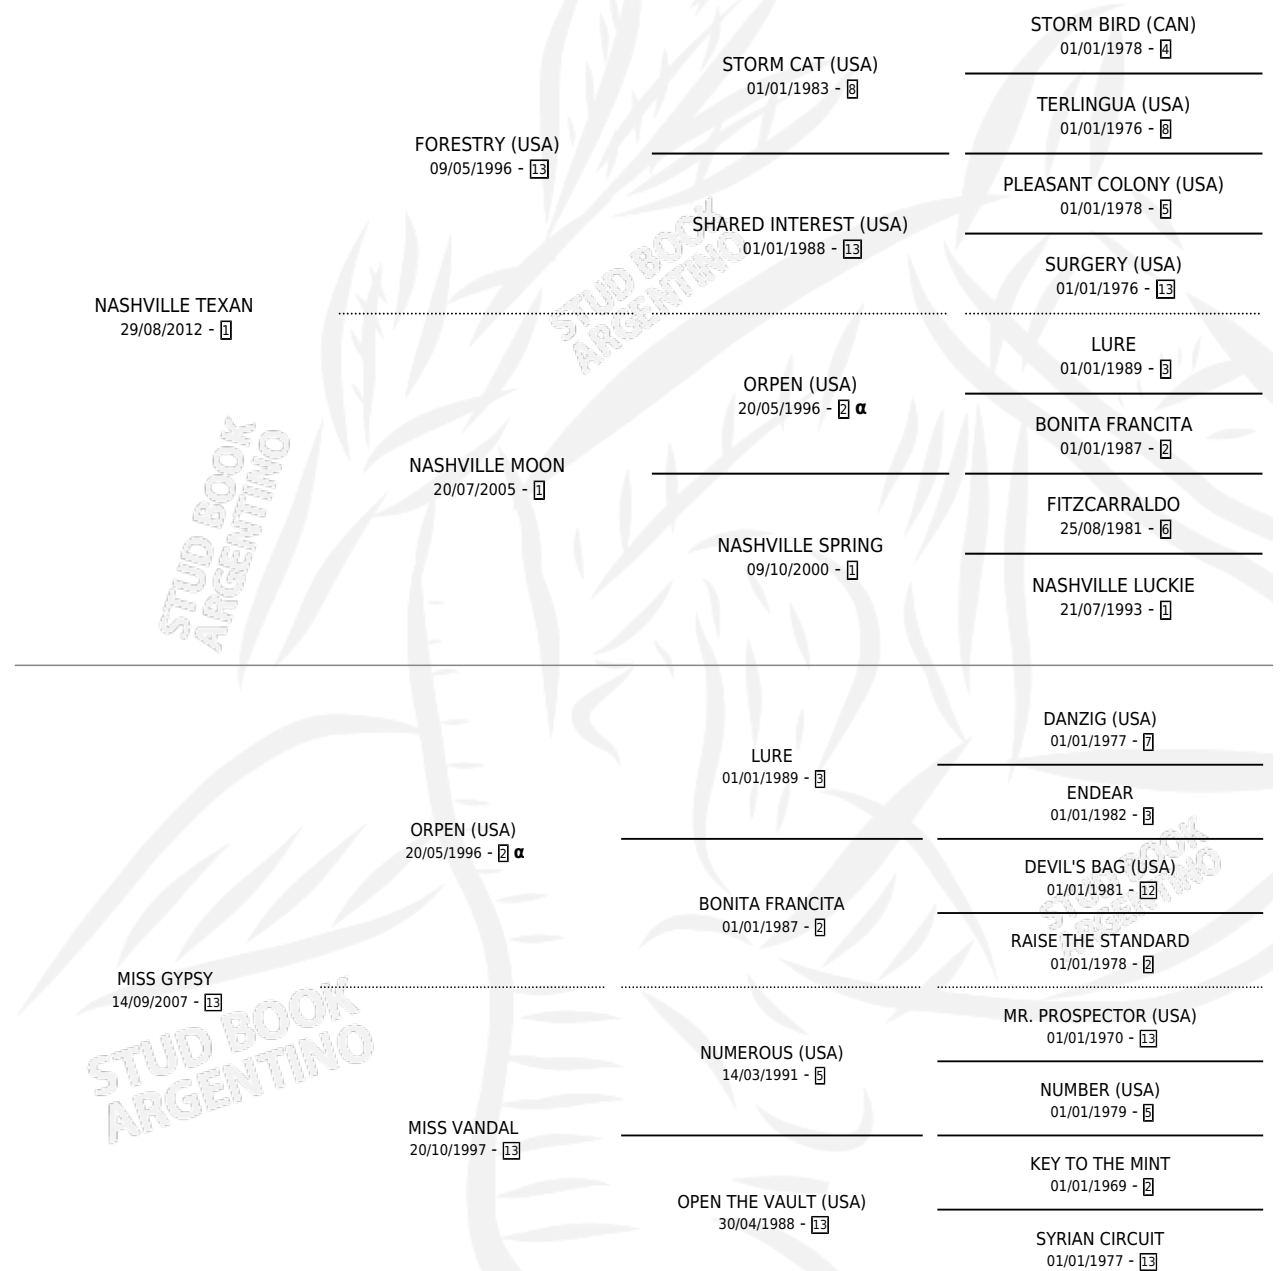 STORM BIRD (CAN)
01/01/1978 - 4
STORM CAT (USA)
01/01/1983 - 8
TERLINGUA (USA)
01/01/1976 - 8
FORESTRY (USA)
09/05/1996 - 13
PLEASANT COLONY (USA)
01/01/1978 - 5
SHARED INTEREST (USA)
01/01/1988 - 13
SURGERY (USA)
01/01/1976 - 13
NASHVILLE TEXAN
29/08/2012 - 1
LURE
01/01/1989 - 3
ORPEN (USA)
20/05/1996 - 2 α
BONITA FRANCITA
01/01/1987 - 2
NASHVILLE MOON
20/07/2005 - 1
FITZCARRALDO
25/08/1981 - 6
NASHVILLE SPRING
09/10/2000 - 1
NASHVILLE LUCKIE
21/07/1993 - 1
DANZIG (USA)
01/01/1977 - 7
LURE
01/01/1989 - 3
ENDEAR
01/01/1982 - 3
ORPEN (USA)
20/05/1996 - 2 α
DEVIL'S BAG (USA)
01/01/1981 - 12
BONITA FRANCITA
01/01/1987 - 2
RAISE THE STANDARD
01/01/1978 - 2
MISS GYPSY
14/09/2007 - 13
MR. PROSPECTOR (USA)
01/01/1970 - 13
NUMEROUS (USA)
14/03/1991 - 5
NUMBER (USA)
01/01/1979 - 5
MISS VANDAL
20/10/1997 - 13
KEY TO THE MINT
01/01/1969 - 2
OPEN THE VAULT (USA)
30/04/1988 - 13
SYRIAN CIRCUIT
01/01/1977 - 13
STUD BOOK
ARGENTINO
STUD BOOK
ARGENTINO
STUD BOOK
ARGENTINO
STUD BOOK
ARGENTINO